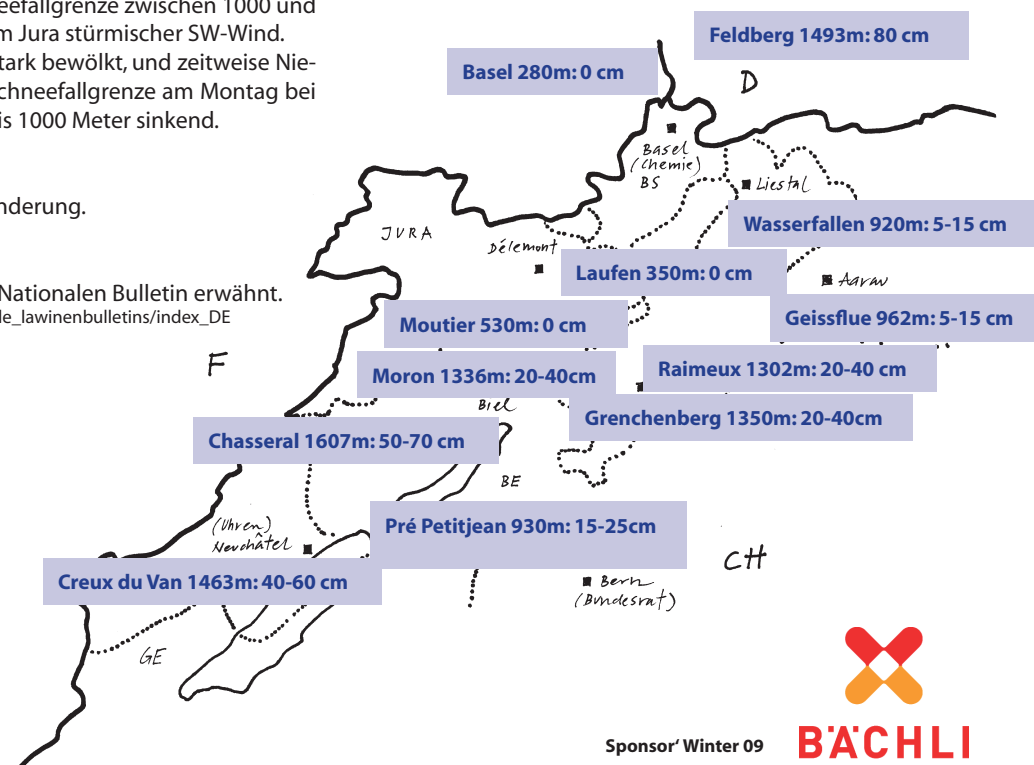 eefallgrenze zwischen 1000 und
m Jura stürmischer SW-Wind.
tark bewölkt, und zeitweise Nie-
chneefallgrenze am Montag bei
is 1000 Meter sinkend.
nderung.
Nationalen Bulletin erwähnt.
le_lawinenbulletins/index_DE
Feldberg 1493m: 80 cm
Basel 280m: 0 cm
D
Basel
(Chemie)
BS
Liestal
JURA
Délemont
Wasserfallen 920m: 5-15 cm
Laufen 350m: 0 cm
Aarau
Moutier 530m: 0 cm
Geissflue 962m: 5-15 cm
F
Moron 1336m: 20-40cm
Raimeux 1302m: 20-40 cm
Biel
Grenchenberg 1350m: 20-40cm
Chasseral 1607m: 50-70 cm
BE
(Uhren)
Neuchâtel
Pré Petitjean 930m: 15-25cm
CH
Creux du Van 1463m: 40-60 cm
Bern
(Bundesrat)
GE
Sponsor' Winter 09
BÄCHLI